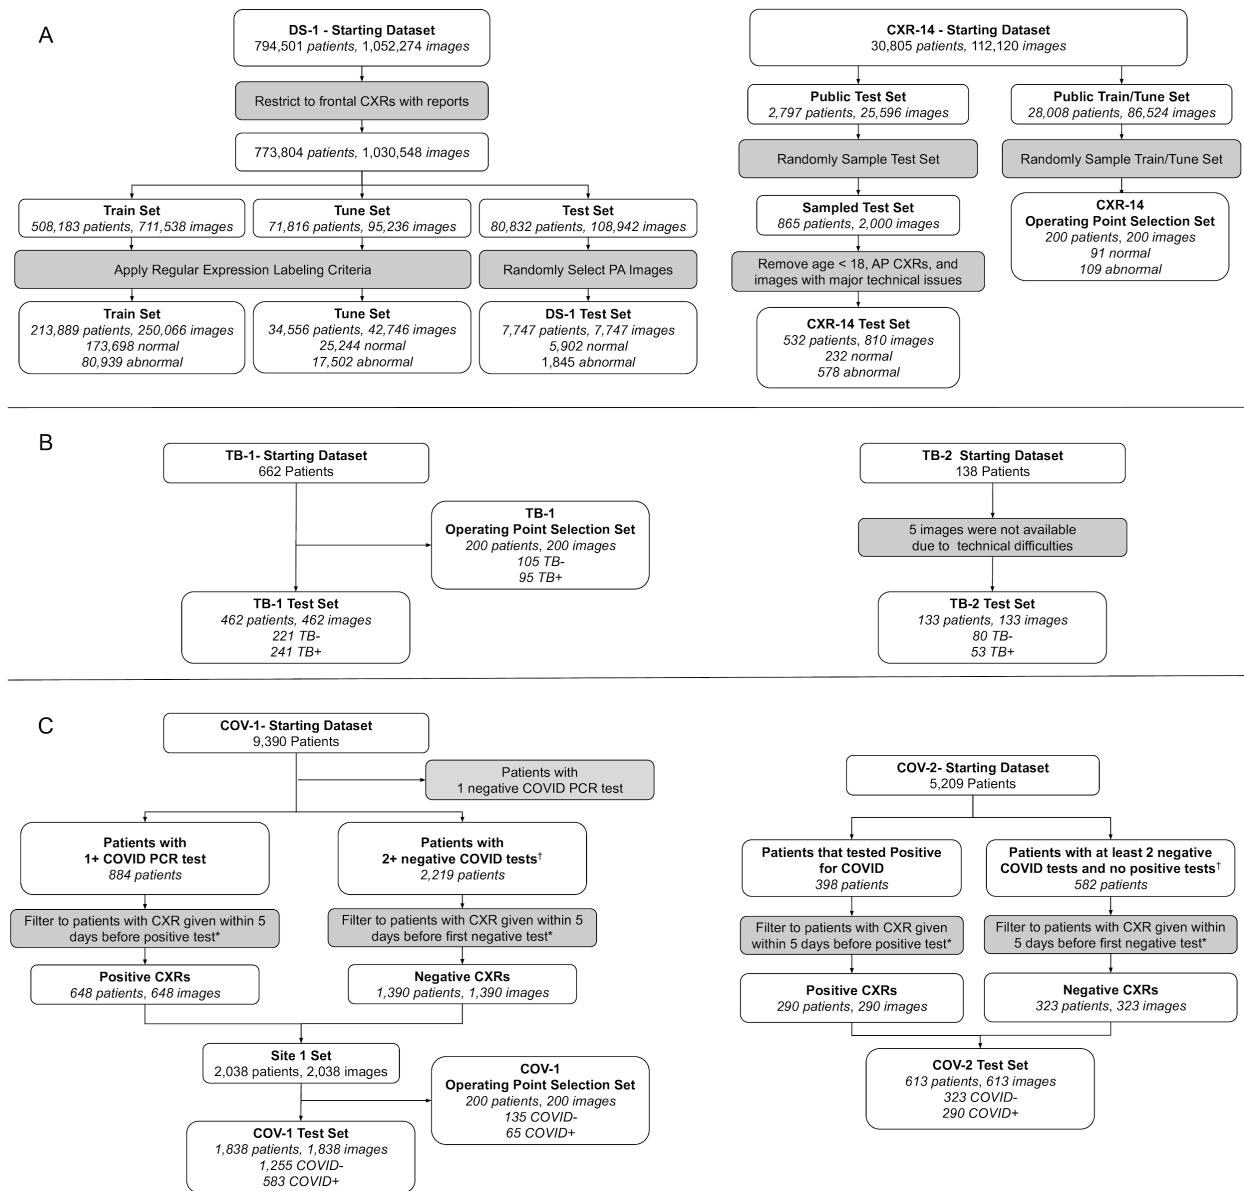 A
DS-1 - Starting Dataset
794,501 patients, 1,052,274 images
Restrict to frontal CXRs with reports
773,804 patients, 1,030,548 images
Train Set
508,183 patients, 711,538 images
Tune Set
71,816 patients, 95,236 images
Test Set
80,832 patients, 108,942 images
Apply Regular Expression Labeling Criteria
Randomly Select PA Images
Train Set
213,889 patients, 250,066 images
173,698 normal
80,939 abnormal
Tune Set
34,556 patients, 42,746 images
25,244 normal
17,502 abnormal
DS-1 Test Set
7,747 patients, 7,747 images
5,902 normal
1,845 abnormal
CXR-14 - Starting Dataset
30,805 patients, 112,120 images
Public Test Set
2,797 patients, 25,596 images
Public Train/Tune Set
28,008 patients, 86,524 images
Randomly Sample Test Set
Randomly Sample Train/Tune Set
Sampled Test Set
865 patients, 2,000 images
CXR-14
Operating Point Selection Set
200 patients, 200 images
91 normal
109 abnormal
Remove age < 18, AP CXRs, and
images with major technical issues
CXR-14 Test Set
532 patients, 810 images
232 normal
578 abnormal
B
TB-1- Starting Dataset
662 Patients
TB-1
Operating Point Selection Set
200 patients, 200 images
105 TB-
95 TB+
TB-1 Test Set
462 patients, 462 images
221 TB-
241 TB+
TB-2 Starting Dataset
138 Patients
5 images were not available
due to technical difficulties
TB-2 Test Set
133 patients, 133 images
80 TB-
53 TB+
C
COV-1- Starting Dataset
9,390 Patients
Patients with
1 negative COVID PCR test
Patients with
1+ COVID PCR test
884 patients
Patients with
2+ negative COVID tests†
2,219 patients
Filter to patients with CXR given within 5
days before positive test*
Filter to patients with CXR given within 5
days before first negative test*
Positive CXRs
648 patients, 648 images
Negative CXRs
1,390 patients, 1,390 images
Site 1 Set
2,038 patients, 2,038 images
COV-1
Operating Point Selection Set
200 patients, 200 images
135 COVID-
65 COVID+
COV-1 Test Set
1,838 patients, 1,838 images
1,255 COVID-
583 COVID+
COV-2- Starting Dataset
5,209 Patients
Patients that tested Positive
for COVID
398 patients
Patients with at least 2 negative
COVID tests and no positive tests†
582 patients
Filter to patients with CXR given
within 5 days before positive test*
Filter to patients with CXR given within
5 days before first negative test*
Positive CXRs
290 patients, 290 images
Negative CXRs
323 patients, 323 images
COV-2 Test Set
613 patients, 613 images
323 COVID-
290 COVID+